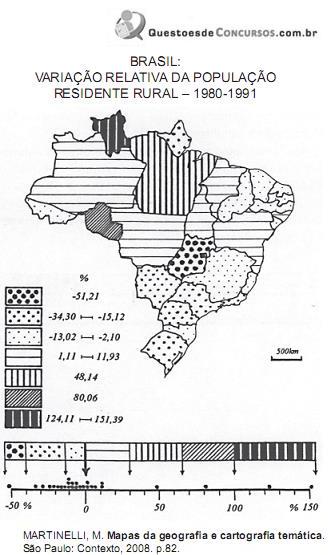 QuestoesdeCONCURSOS.com.br
BRASIL:
VARIAÇÃO RELATIVA DA POPULAÇÃO
RESIDENTE RURAL – 1980-1991
%
-51,21
-34,30 -15,12
-13,02 -2,10
1,11 11,93
48,14
80,06
124,11 151,39
500km
-50 % 0 50 100 % 150
MARTINELLI, M. Mapas da geografia e cartografia temática.
São Paulo: Contexto, 2008. p.82.